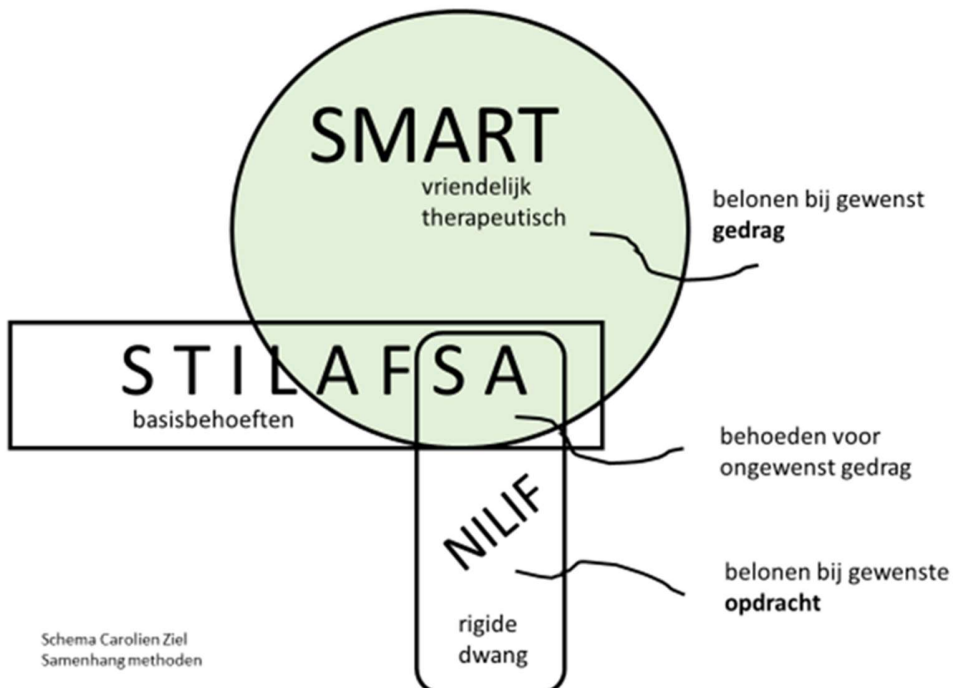 SMART
vriendelijk
therapeutisch
belonen bij gewenst
gedrag
STILAFSA
basisbehoeften
behoeden voor
ongewenst gedrag
NILIF
belonen bij gewenste
opdracht
rigide
dwang
Schema Carolien Ziel
Samenhang methoden